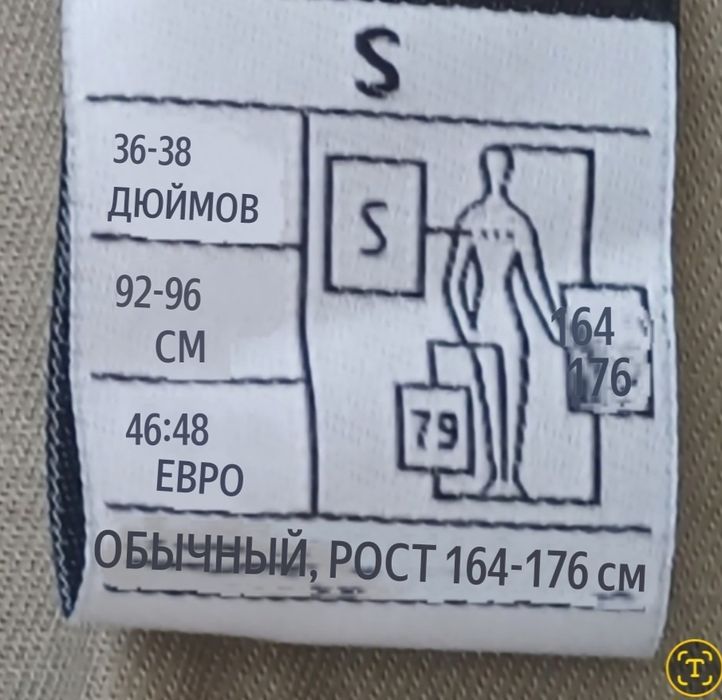 S
36-38
ДЮЙМОВ
92-96
СМ
46:48
ЕВРО
S
164
176
79
ОБЫЧНЫЙ, РОСТ 164-176 см
T